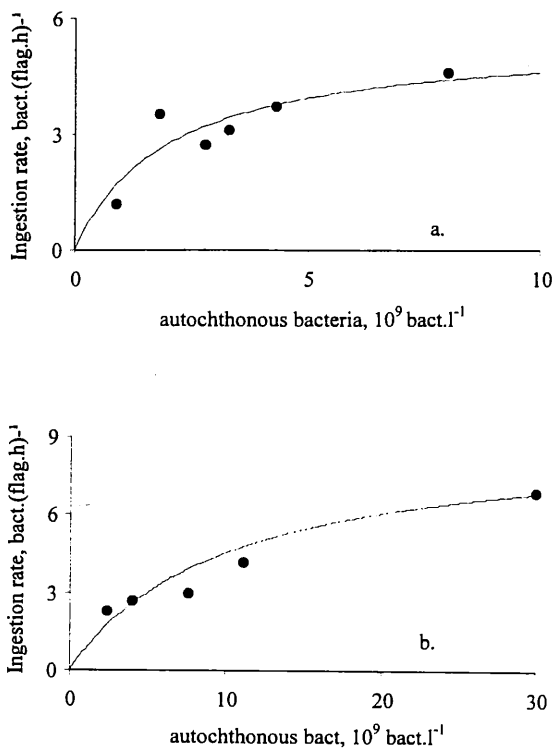 Ingestion rate, bact.(flag.h)-¹
6
3
0
a.
0
5
10
autochthonous bacteria, 10⁹ bact.l⁻¹
Ingestion rate, bact.(flag.h)-¹
9
6
3
0
b.
0
10
20
30
autochthonous bact, 10⁹ bact.l⁻¹